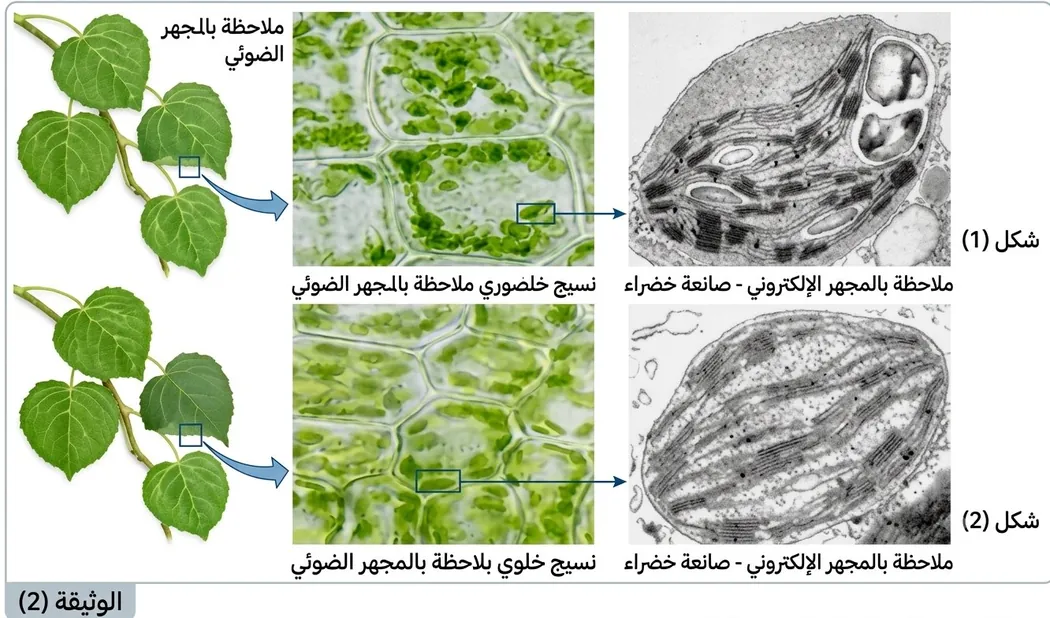 ملاحظة بالمجهر
الضوئي
شكل (1)
نسيج خلضوري ملاحظة بالمجهر الضوئي
ملاحظة بالمجهر الإلكتروني - صانعة خضراء
شكل (2)
نسيج خلوي بلاحظة بالمجهر الضوئي
ملاحظة بالمجهر الإلكتروني - صانعة خضراء
الوثيقة (2)